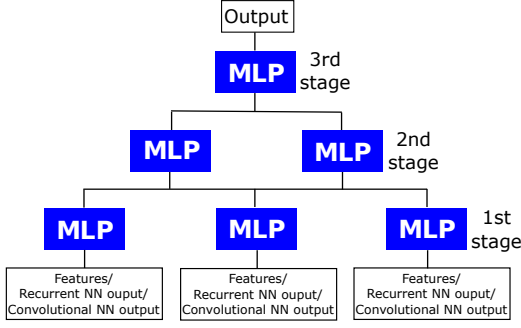 Output
MLP
3rd
stage
MLP
MLP
2nd
stage
MLP
MLP
MLP
1st
stage
Features/
Recurrent NN ouput/
Convolutional NN output
Features/
Recurrent NN ouput/
Convolutional NN output
Features/
Recurrent NN ouput/
Convolutional NN output